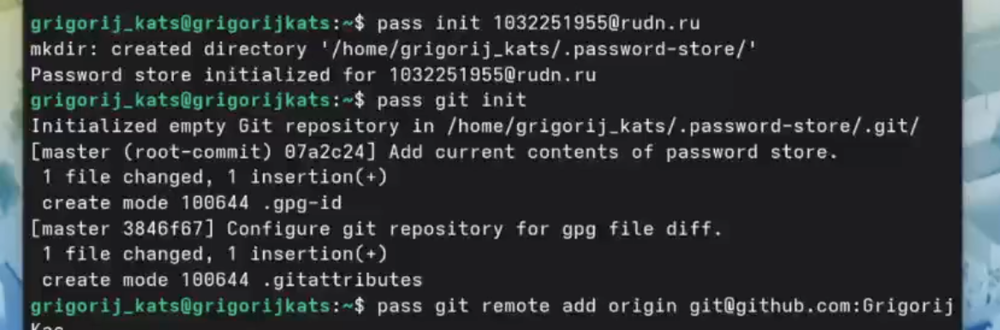 grigorij_kats@grigorijkats:~$ pass init 1032251955@rudn.ru
mkdir: created directory '/home/grigorij_kats/.password-store/'
Password store initialized for 1032251955@rudn.ru
grigorij_kats@grigorijkats:~$ pass git init
Initialized empty Git repository in /home/grigorij_kats/.password-store/.git/
[master (root-commit) 07a2c24] Add current contents of password store.
 1 file changed, 1 insertion(+)
 create mode 100644 .gpg-id
[master 3846f67] Configure git repository for gpg file diff.
 1 file changed, 1 insertion(+)
 create mode 100644 .gitattributes
grigorij_kats@grigorijkats:~$ pass git remote add origin git@github.com:Grigorij